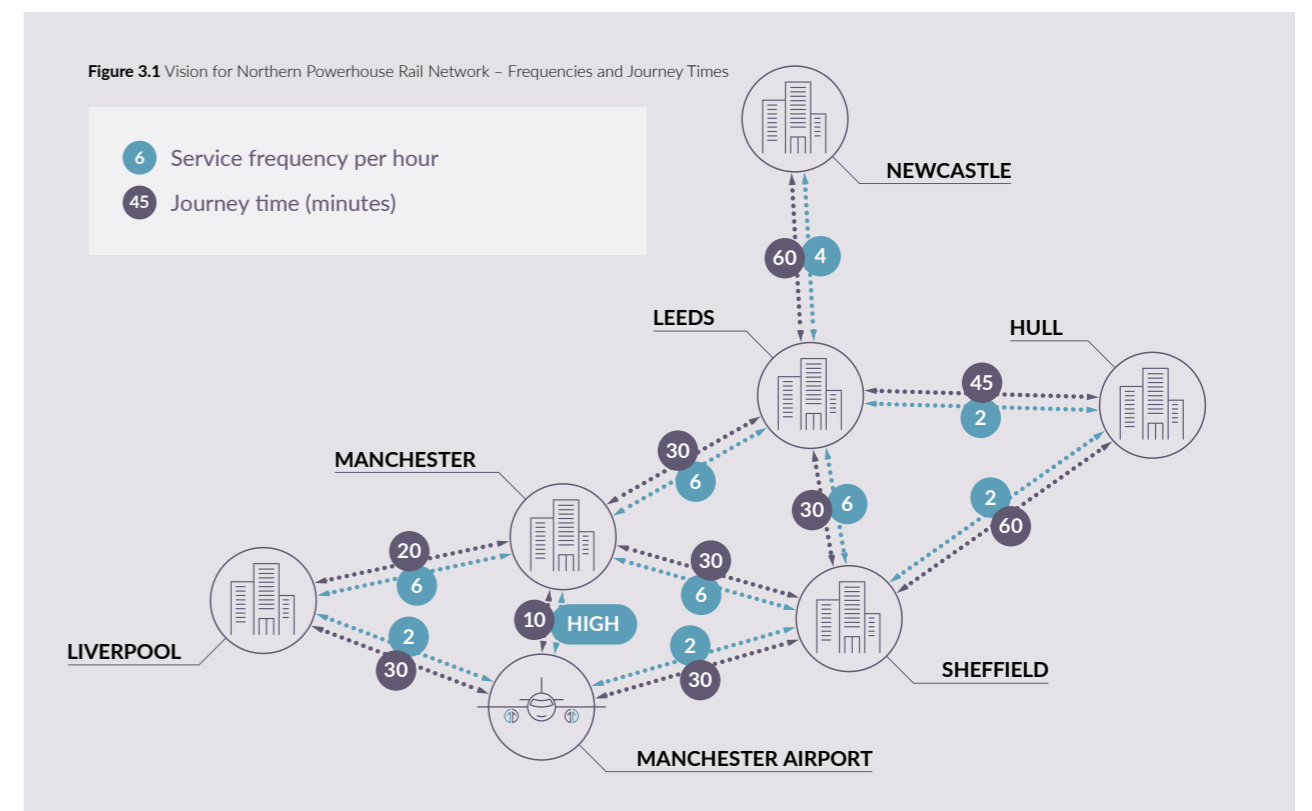 Figure 3.1 Vision for Northern Powerhouse Rail Network – Frequencies and Journey Times
6 Service frequency per hour
45 Journey time (minutes)
NEWCASTLE
60 4
LEEDS
HULL
45
2
30
6
MANCHESTER
30 6
2
60
20
6
30
6
10 HIGH
2
30
2
30
LIVERPOOL
SHEFFIELD
MANCHESTER AIRPORT